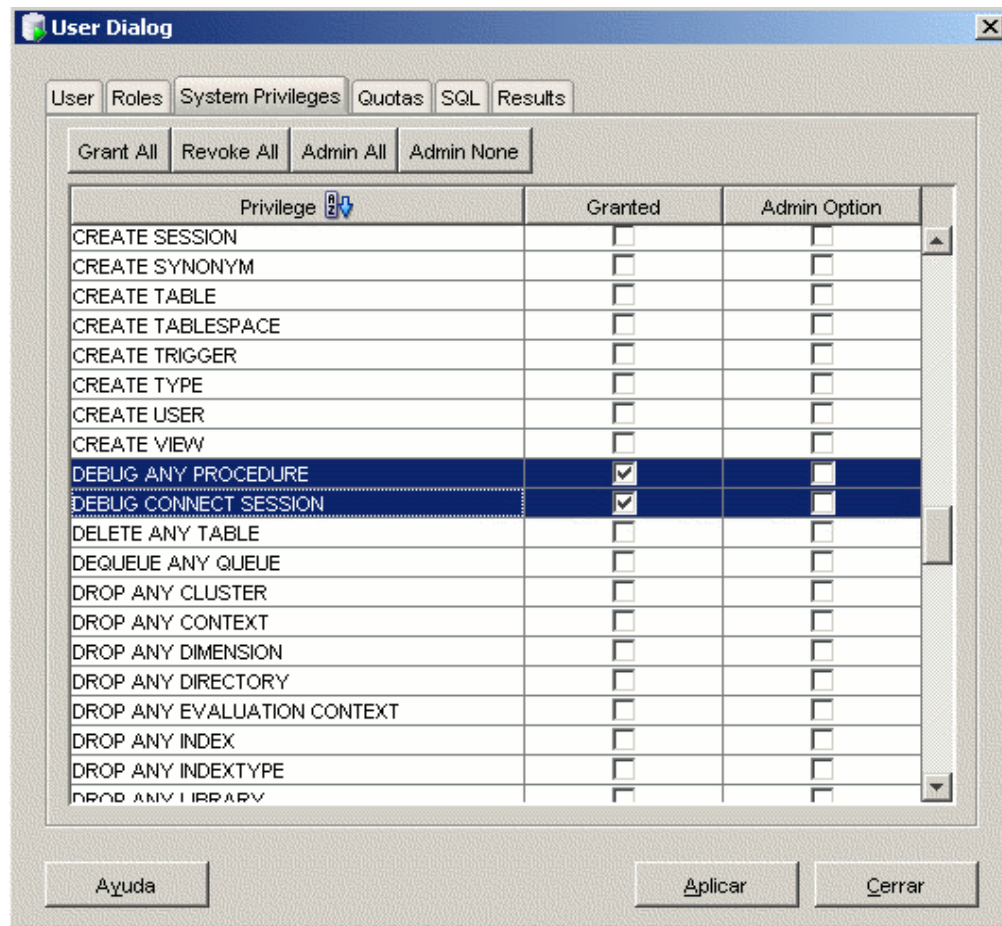 User Dialog
User Roles System Privileges Quotas SQL Results
Grant All Revoke All Admin All Admin None
Privilege Granted Admin Option
CREATE SESSION
CREATE SYNONYM
CREATE TABLE
CREATE TABLESPACE
CREATE TRIGGER
CREATE TYPE
CREATE USER
CREATE VIEW
DEBUG ANY PROCEDURE
DEBUG CONNECT SESSION
DELETE ANY TABLE
DEQUEUE ANY QUEUE
DROP ANY CLUSTER
DROP ANY CONTEXT
DROP ANY DIMENSION
DROP ANY DIRECTORY
DROP ANY EVALUATION CONTEXT
DROP ANY INDEX
DROP ANY INDEXTYPE
DROP ANY LIBRARY
Ayuda Aplicar Cerrar